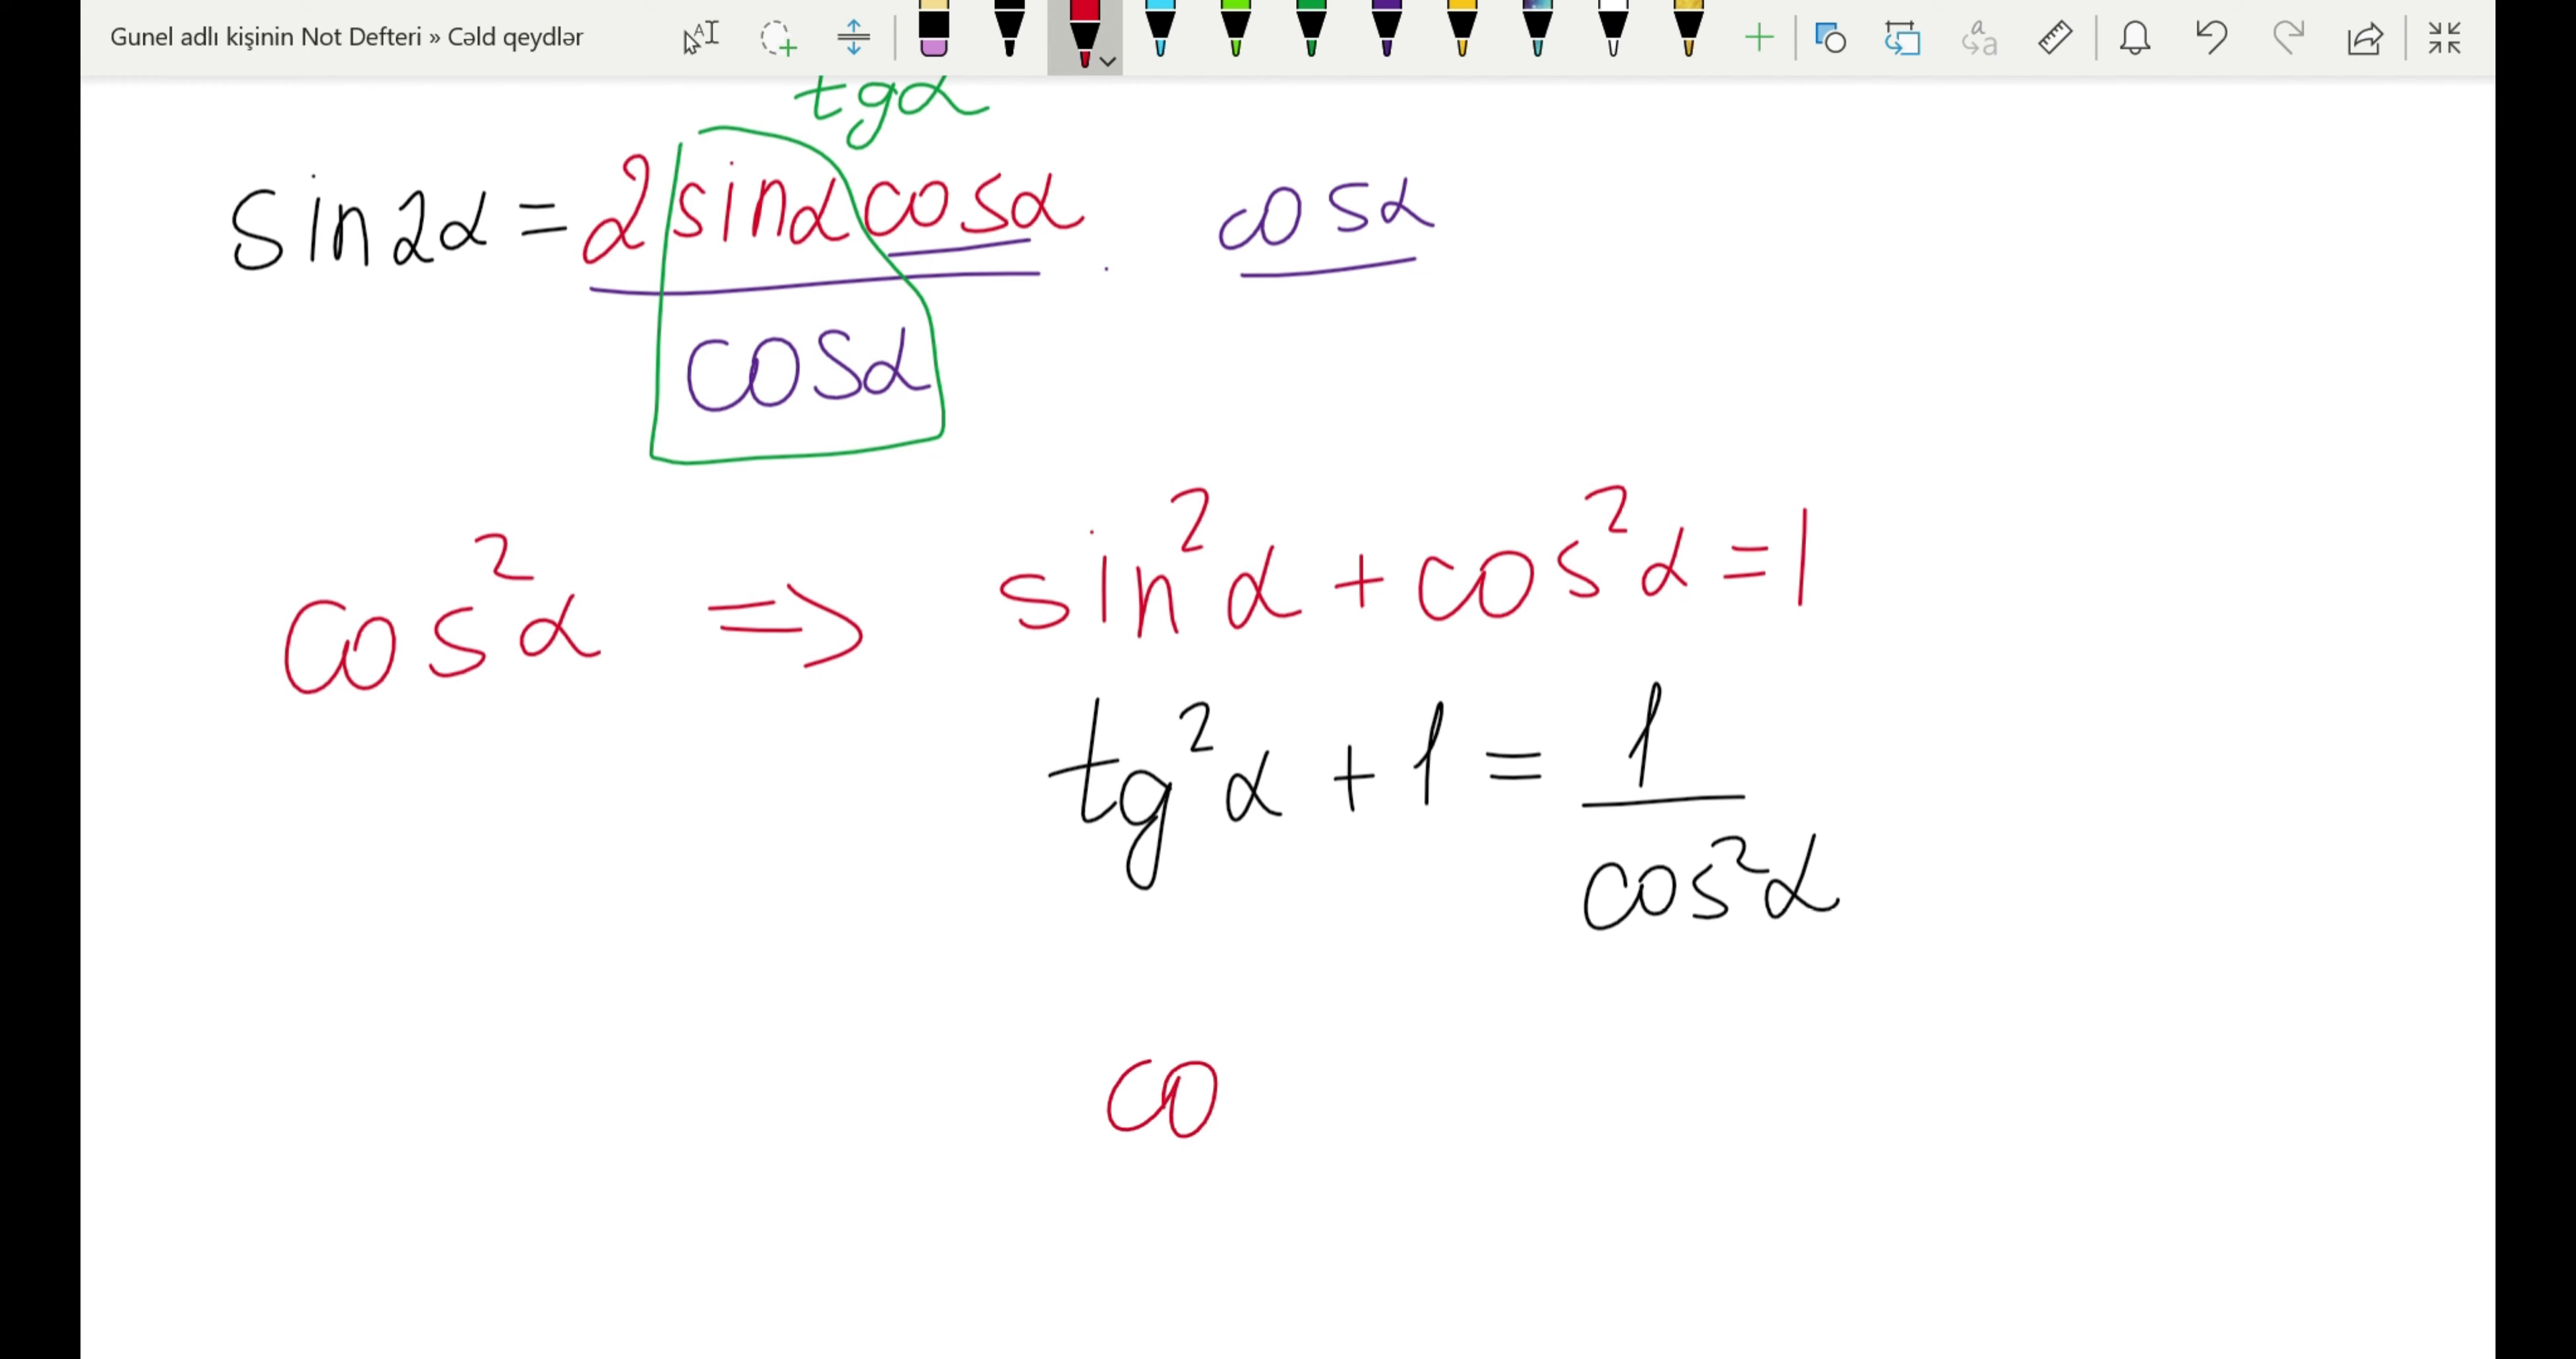 Gunel adlı kişinin Not Defteri » Cəld qeydlər
tgα
sin2α = 2sinαcosα . cosα
cosα
cos²α => sin²α + cos²α = 1
tg²α + 1 = 1
cos²α
co